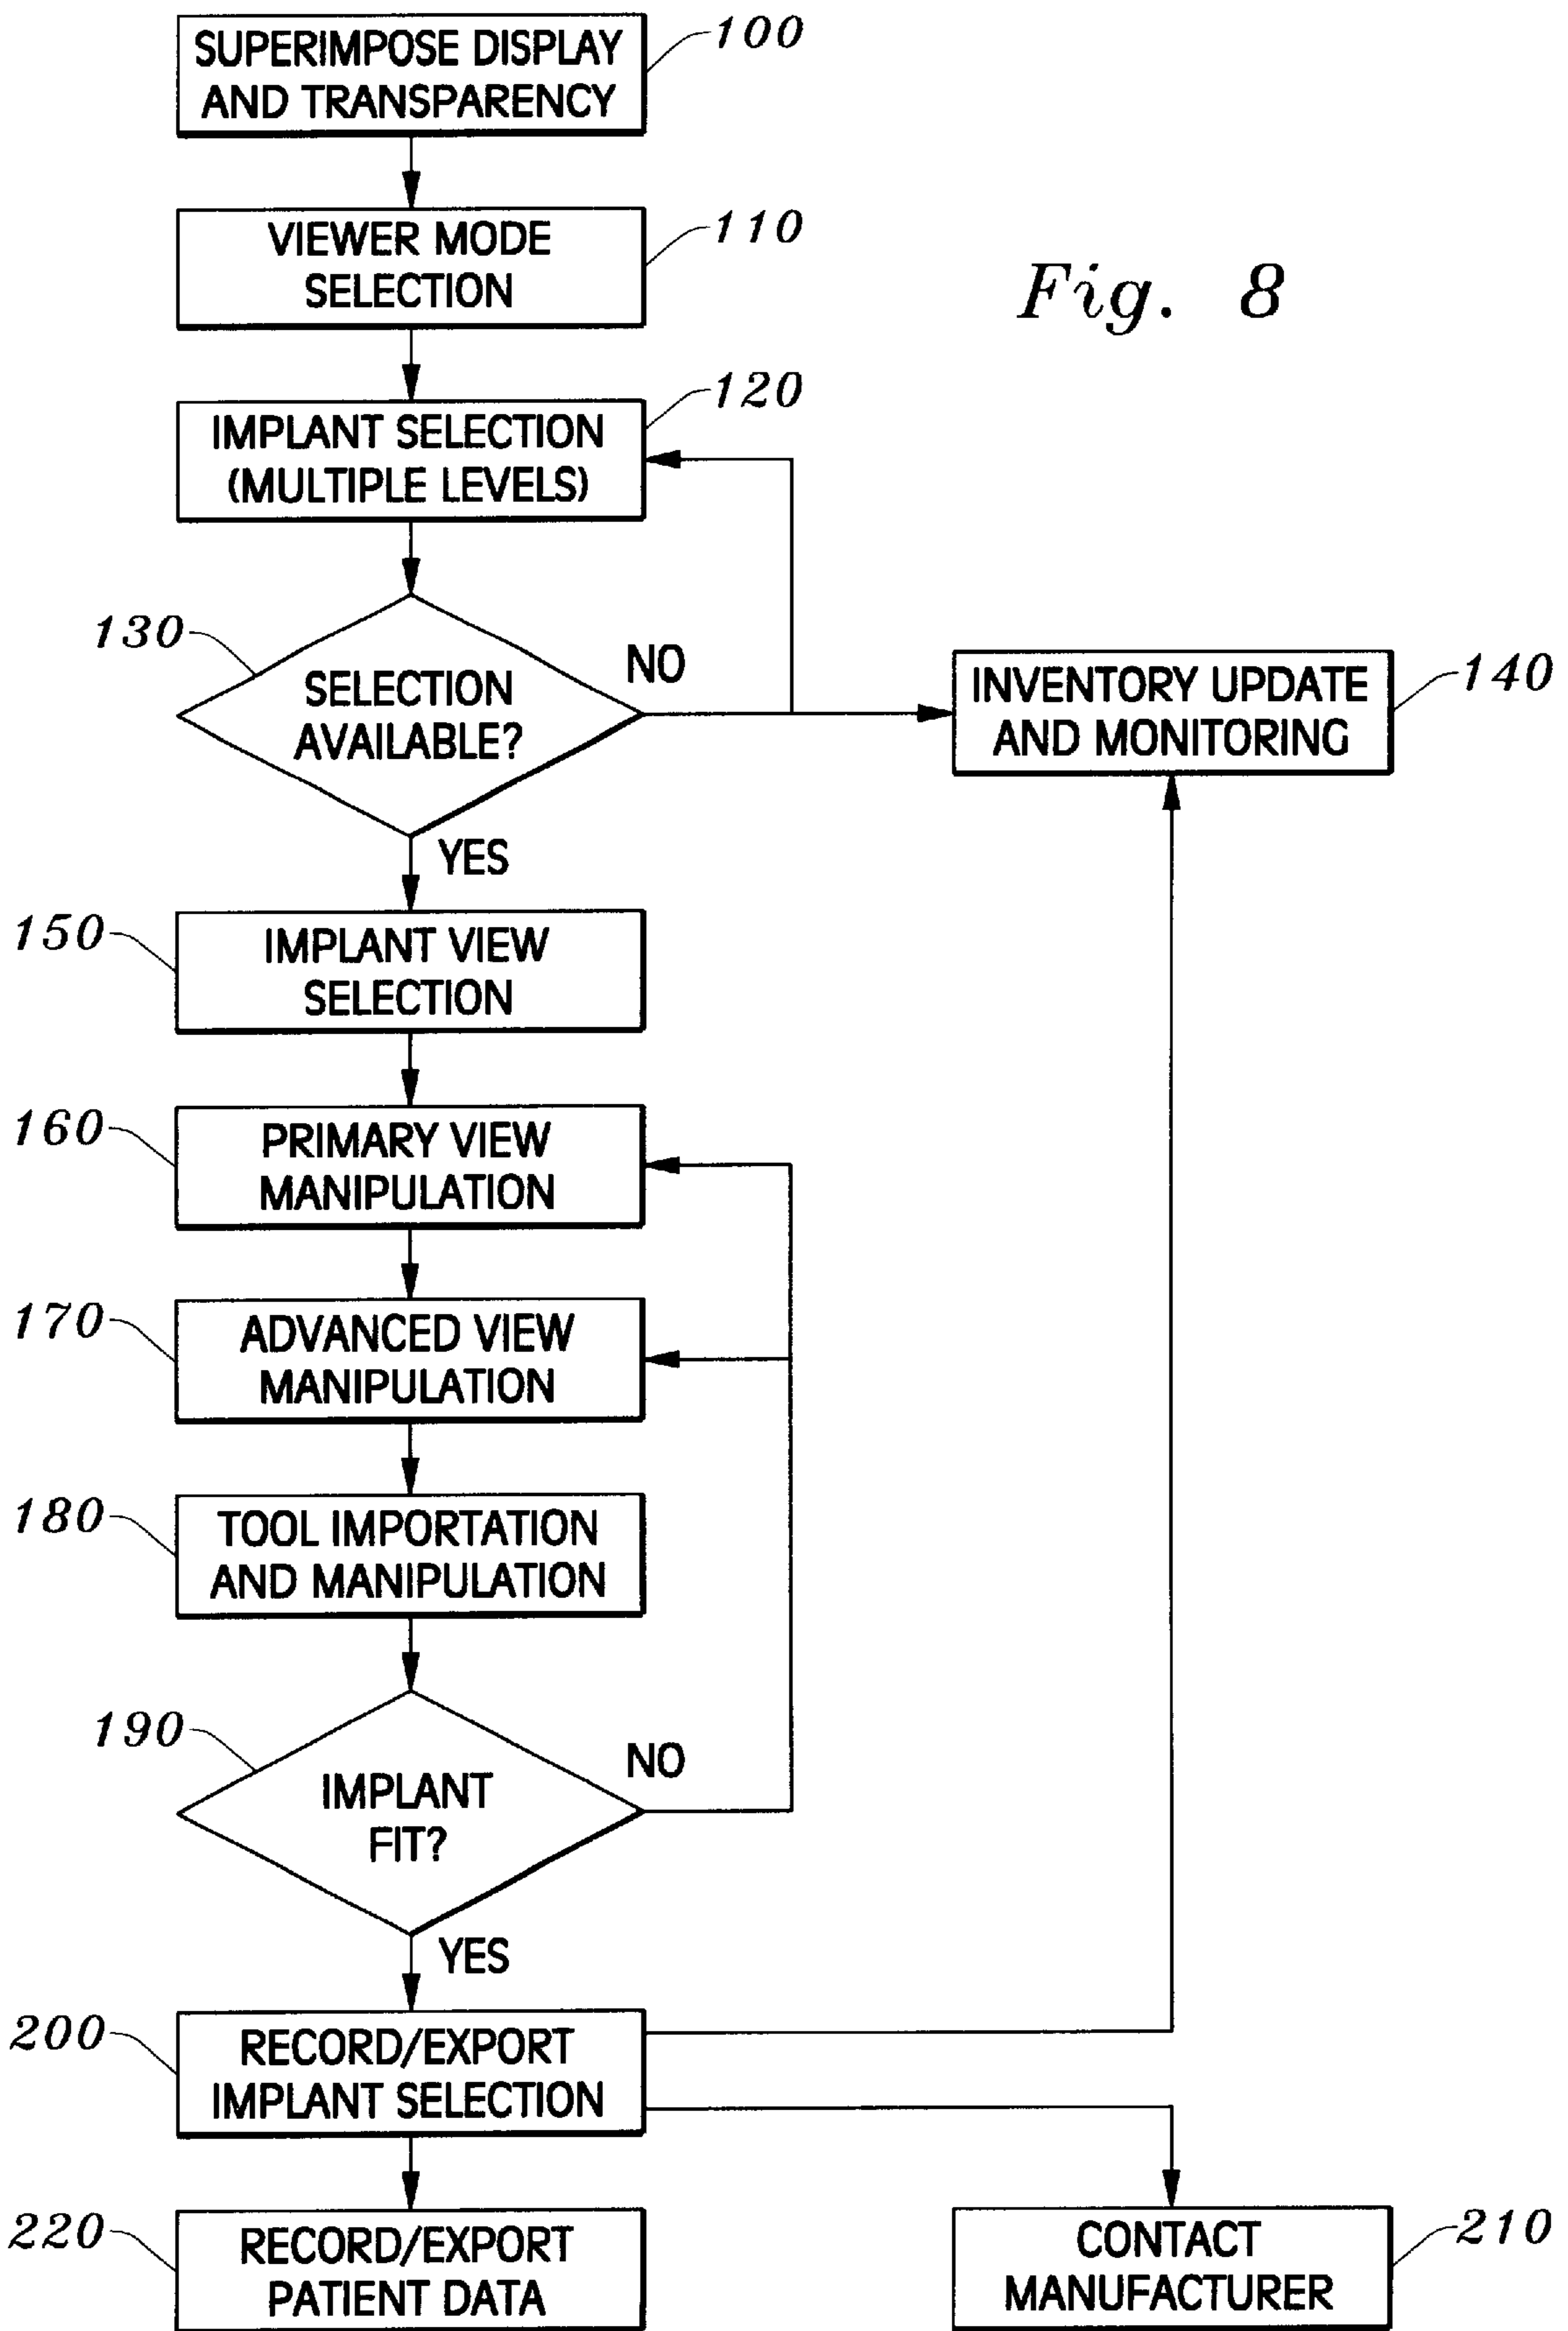 SUPERIMPOSE DISPLAY
AND TRANSPARENCY
100
VIEWER MODE
SELECTION
110
Fig. 8
IMPLANT SELECTION
(MULTIPLE LEVELS)
120
130
SELECTION
AVAILABLE?
NO
YES
INVENTORY UPDATE
AND MONITORING
140
150
IMPLANT VIEW
SELECTION
160
PRIMARY VIEW
MANIPULATION
170
ADVANCED VIEW
MANIPULATION
180
TOOL IMPORTATION
AND MANIPULATION
190
IMPLANT
FIT?
NO
YES
200
RECORD/EXPORT
IMPLANT SELECTION
220
RECORD/EXPORT
PATIENT DATA
CONTACT
MANUFACTURER
210